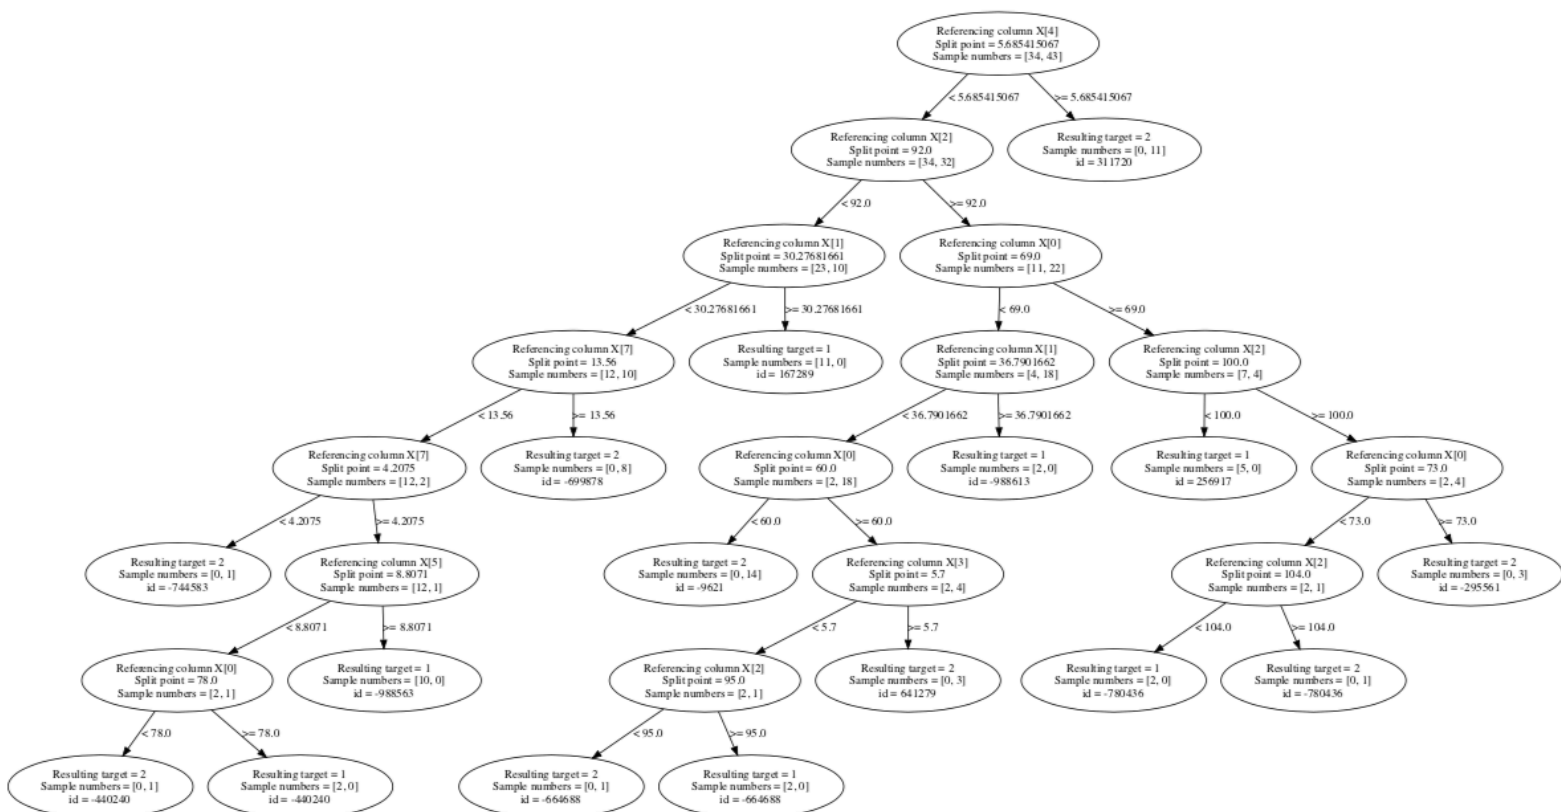 Referencing column X[4]
Split point = 5.685415067
Sample numbers = [34, 43]
< 5.685415067
>= 5.685415067
Referencing column X[2]
Split point = 92.0
Sample numbers = [34, 32]
Resulting target = 2
Sample numbers = [0, 11]
id = 311720
< 92.0
>= 92.0
Referencing column X[1]
Split point = 30.27681661
Sample numbers = [23, 10]
Referencing column X[0]
Split point = 69.0
Sample numbers = [11, 22]
< 30.27681661
>= 30.27681661
< 69.0
>= 69.0
Referencing column X[7]
Split point = 13.56
Sample numbers = [12, 10]
Resulting target = 1
Sample numbers = [11, 0]
id = 167289
Referencing column X[1]
Split point = 36.7901662
Sample numbers = [4, 18]
Referencing column X[2]
Split point = 100.0
Sample numbers = [7, 4]
< 13.56
>= 13.56
< 36.7901662
>= 36.7901662
< 100.0
>= 100.0
Referencing column X[7]
Split point = 4.2075
Sample numbers = [12, 2]
Resulting target = 2
Sample numbers = [0, 8]
id = -699878
Referencing column X[0]
Split point = 60.0
Sample numbers = [2, 18]
Resulting target = 1
Sample numbers = [2, 0]
id = -988613
Resulting target = 1
Sample numbers = [5, 0]
id = 256917
Referencing column X[0]
Split point = 73.0
Sample numbers = [2, 4]
< 4.2075
>= 4.2075
< 60.0
>= 60.0
< 73.0
>= 73.0
Resulting target = 2
Sample numbers = [0, 1]
id = -744583
Referencing column X[5]
Split point = 8.8071
Sample numbers = [12, 1]
Resulting target = 2
Sample numbers = [0, 14]
id = -9621
Referencing column X[3]
Split point = 5.7
Sample numbers = [2, 4]
Referencing column X[2]
Split point = 104.0
Sample numbers = [2, 1]
Resulting target = 2
Sample numbers = [0, 3]
id = -295561
< 8.8071
>= 8.8071
< 5.7
>= 5.7
< 104.0
>= 104.0
Referencing column X[0]
Split point = 78.0
Sample numbers = [2, 1]
Resulting target = 1
Sample numbers = [10, 0]
id = -988563
Referencing column X[2]
Split point = 95.0
Sample numbers = [2, 1]
Resulting target = 2
Sample numbers = [0, 3]
id = 641279
Resulting target = 1
Sample numbers = [2, 0]
id = -780436
Resulting target = 2
Sample numbers = [0, 1]
id = -780436
< 78.0
>= 78.0
< 95.0
>= 95.0
Resulting target = 2
Sample numbers = [0, 1]
id = -440240
Resulting target = 1
Sample numbers = [2, 0]
id = -440240
Resulting target = 2
Sample numbers = [0, 1]
id = -664688
Resulting target = 1
Sample numbers = [2, 0]
id = -664688